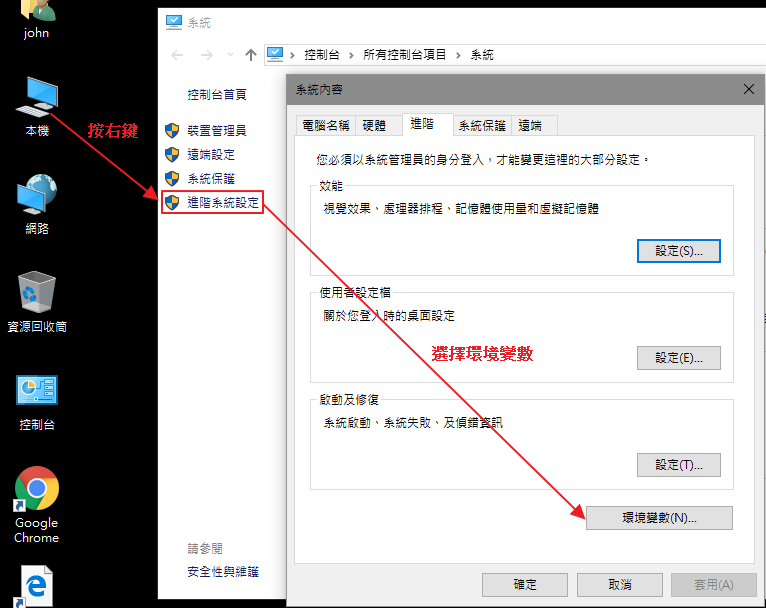 john
本機
網路
資源回收筒
控制台
Google
Chrome
按右鍵
系統
控制台 › 所有控制台項目 › 系統
控制台首頁
裝置管理員
遠端設定
系統保護
進階系統設定
請參閱
安全性與維護
系統內容
電腦名稱 硬體 進階 系統保護 遠端
您必須以系統管理員的身分登入，才能變更這裡的大部分設定。
效能
視覺效果、處理器排程、記憶體使用量和虛擬記憶體
設定(S)...
使用者設定檔
關於您登入時的桌面設定
選擇環境變數
設定(E)...
啟動及修復
系統啟動、系統失敗、及偵錯資訊
設定(T)...
環境變數(N)...
確定 取消 套用(A)